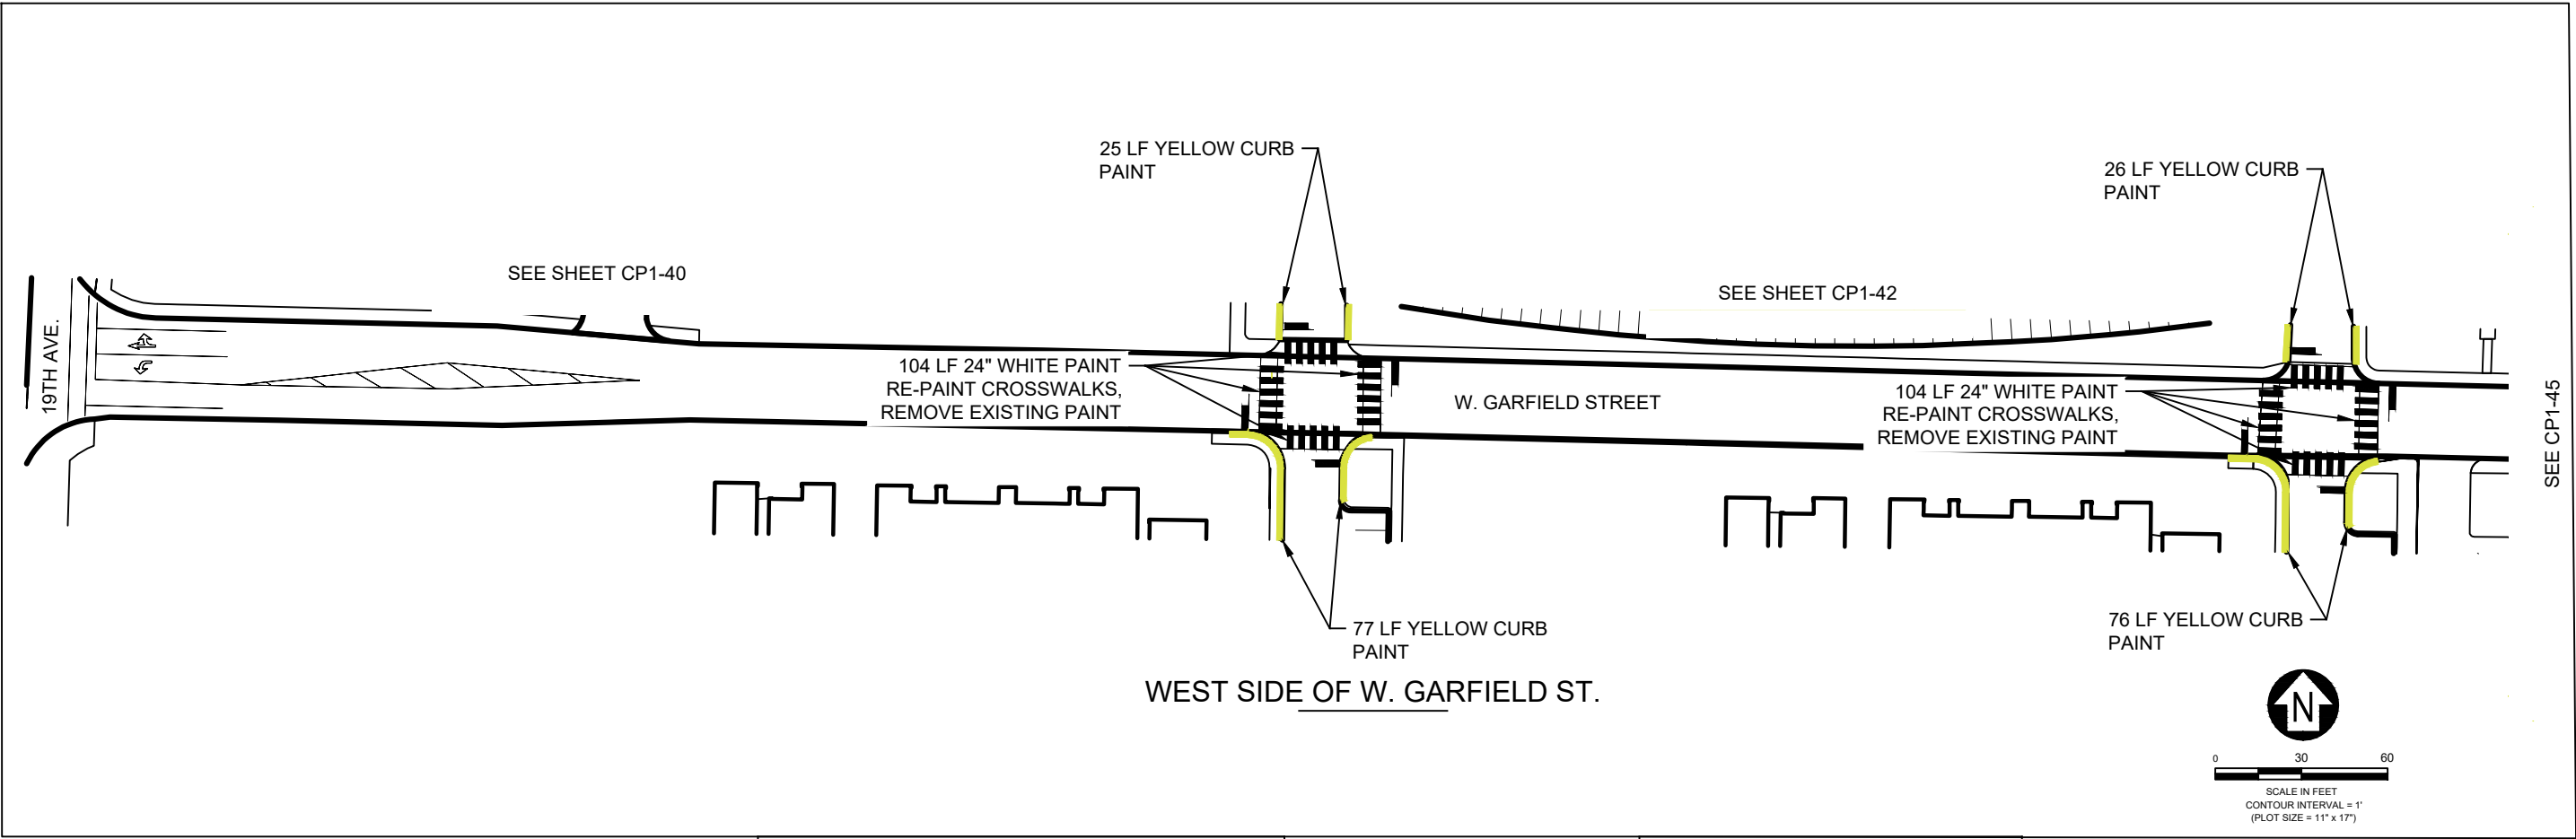 25 LF YELLOW CURB
PAINT
26 LF YELLOW CURB
PAINT
SEE SHEET CP1-40
SEE SHEET CP1-42
19TH AVE.
104 LF 24" WHITE PAINT
RE-PAINT CROSSWALKS,
REMOVE EXISTING PAINT
W. GARFIELD STREET
104 LF 24" WHITE PAINT
RE-PAINT CROSSWALKS,
REMOVE EXISTING PAINT
SEE CP1-45
77 LF YELLOW CURB
PAINT
76 LF YELLOW CURB
PAINT
WEST SIDE OF W. GARFIELD ST.
N
0 30 60
SCALE IN FEET
CONTOUR INTERVAL = 1'
(PLOT SIZE = 11" x 17")